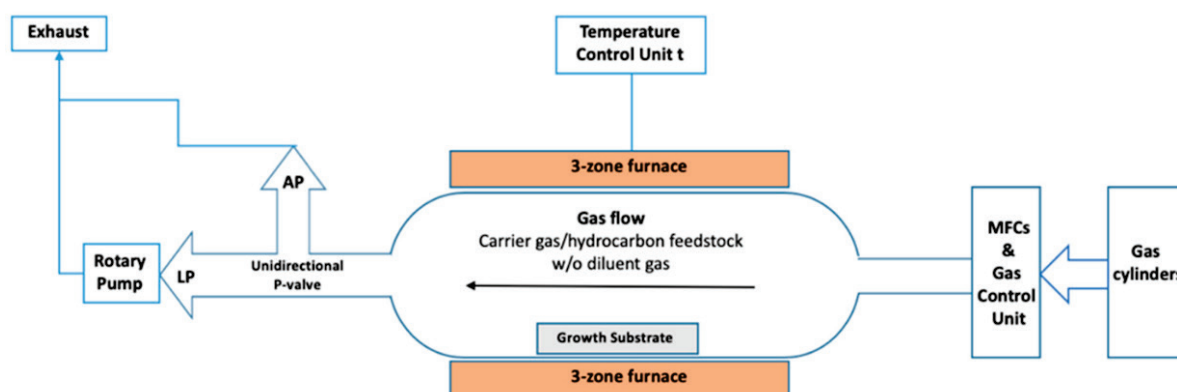 Exhaust
Temperature
Control Unit t
3-zone furnace
AP
Gas flow
Carrier gas/hydrocarbon feedstock
w/o diluent gas
MFCs
&
Gas
Control
Unit
Gas
cylinders
Rotary
Pump
LP
Unidirectional
P-valve
Growth Substrate
3-zone furnace